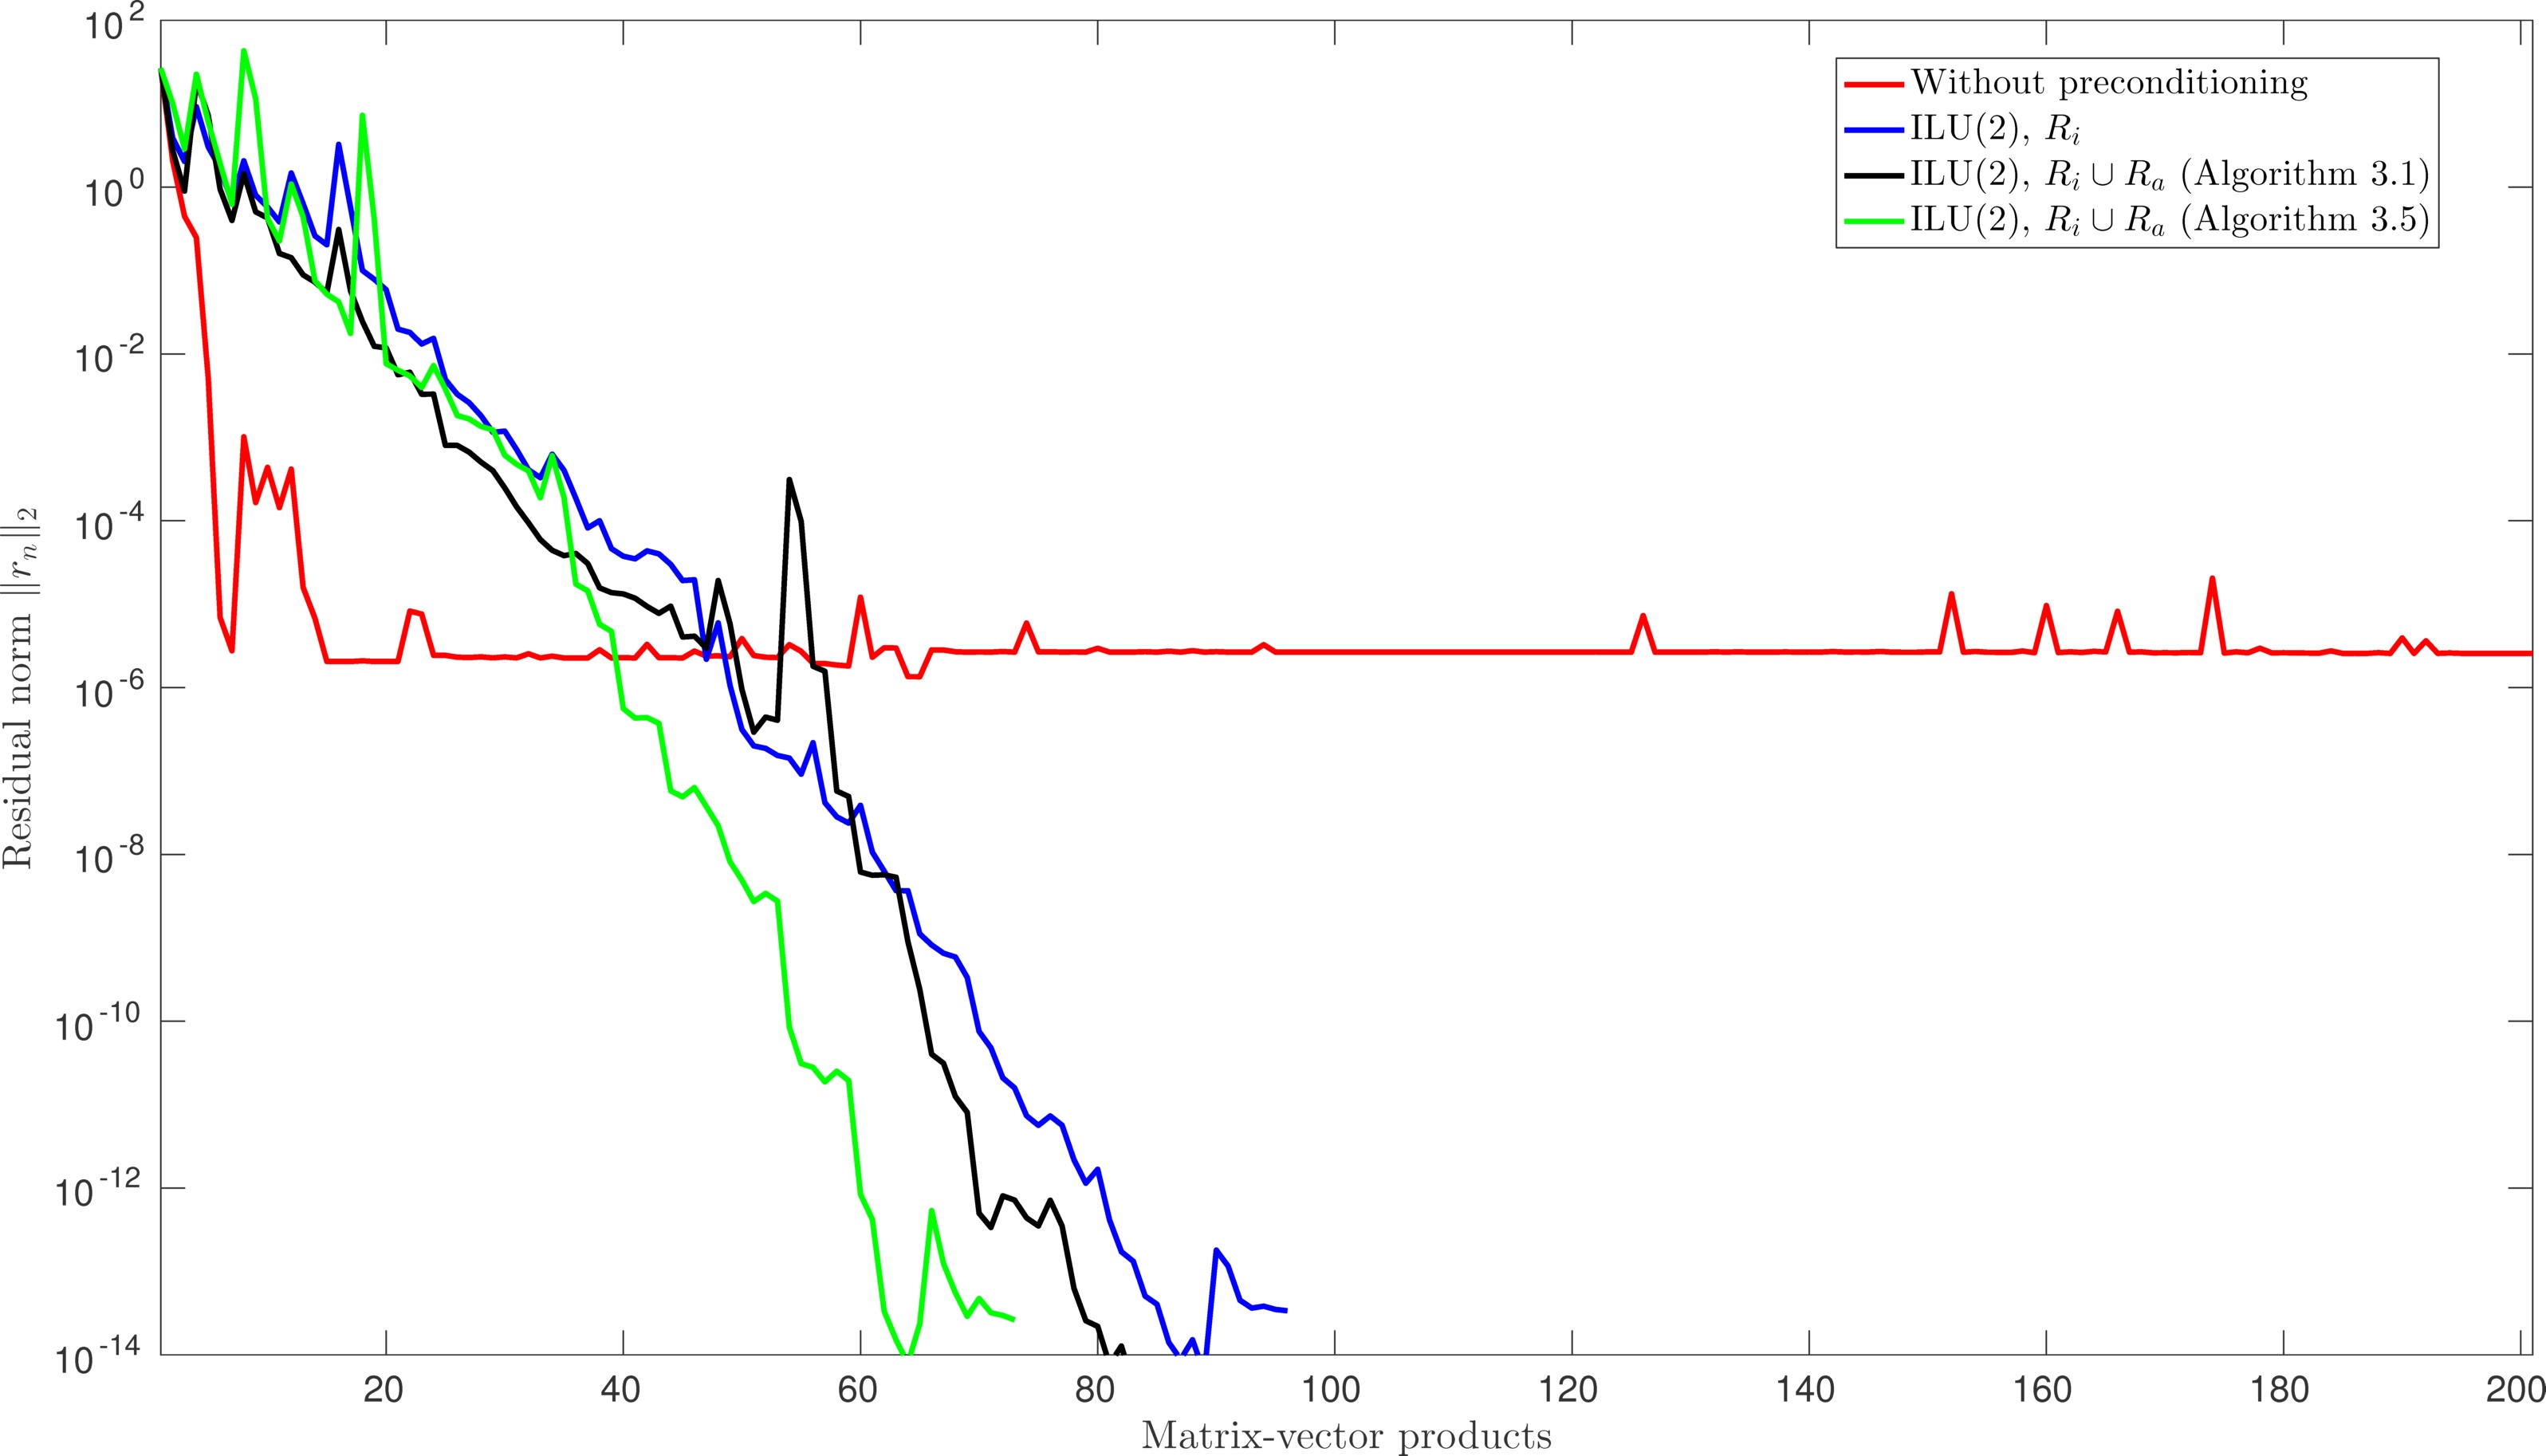 10^2
10^0
10^-2
10^-4
10^-6
10^-8
10^-10
10^-12
10^-14
Residual norm ‖r_n‖_2
Without preconditioning
ILU(2), R_i
ILU(2), R_i ∪ R_a (Algorithm 3.1)
ILU(2), R_i ∪ R_a (Algorithm 3.5)
20 40 60 80 100 120 140 160 180 200
Matrix-vector products